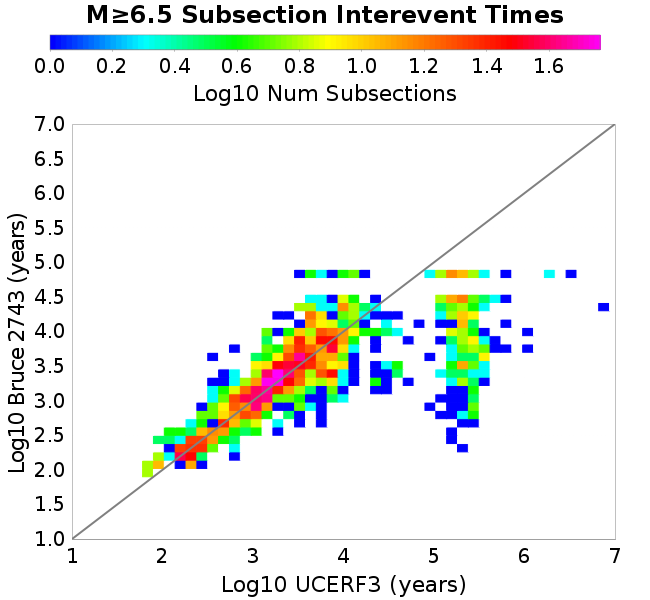 M≥6.5 Subsection Interevent Times
0.0 0.2 0.4 0.6 0.8 1.0 1.2 1.4 1.6
Log10 Num Subsections
7.0
6.5
6.0
5.5
5.0
4.5
4.0
3.5
3.0
2.5
2.0
1.5
1.0
Log10 Bruce 2743 (years)
1 2 3 4 5 6 7
Log10 UCERF3 (years)